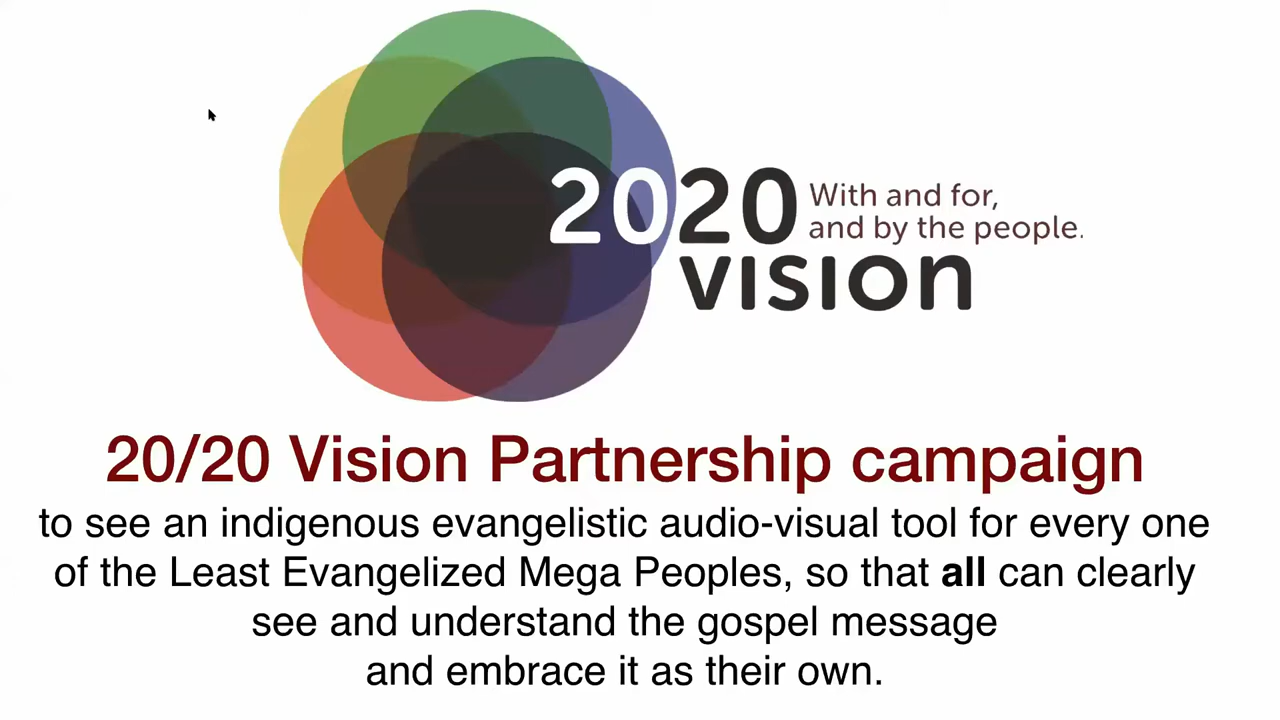 2020 With and for,
and by the people.
vision
20/20 Vision Partnership campaign
to see an indigenous evangelistic audio-visual tool for every one
of the Least Evangelized Mega Peoples, so that all can clearly
see and understand the gospel message
and embrace it as their own.